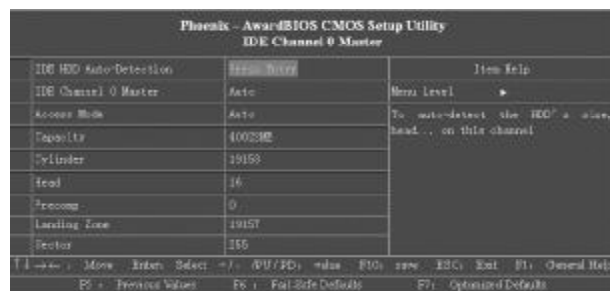 Phoenix - AwardBIOS CMOS Setup Utility
IDE Channel 0 Master
IDE HDD Auto-Detection Press Enter Item Help
IDE Channel 0 Master Auto Menu Level ▸
Access Mode Auto To auto-detect the HDD's size,
head... on this channel
Capacity 40023MB
Cylinder 19158
Head 16
Precomp 0
Landing Zone 19157
Sector 255
↑↓→← : Move Enter: Select +/- /PU/PD: value F10: save ESC: Exit F1: General Help
F5 : Previous Values F6 : Fail-Safe Defaults F7: Optimized Defaults